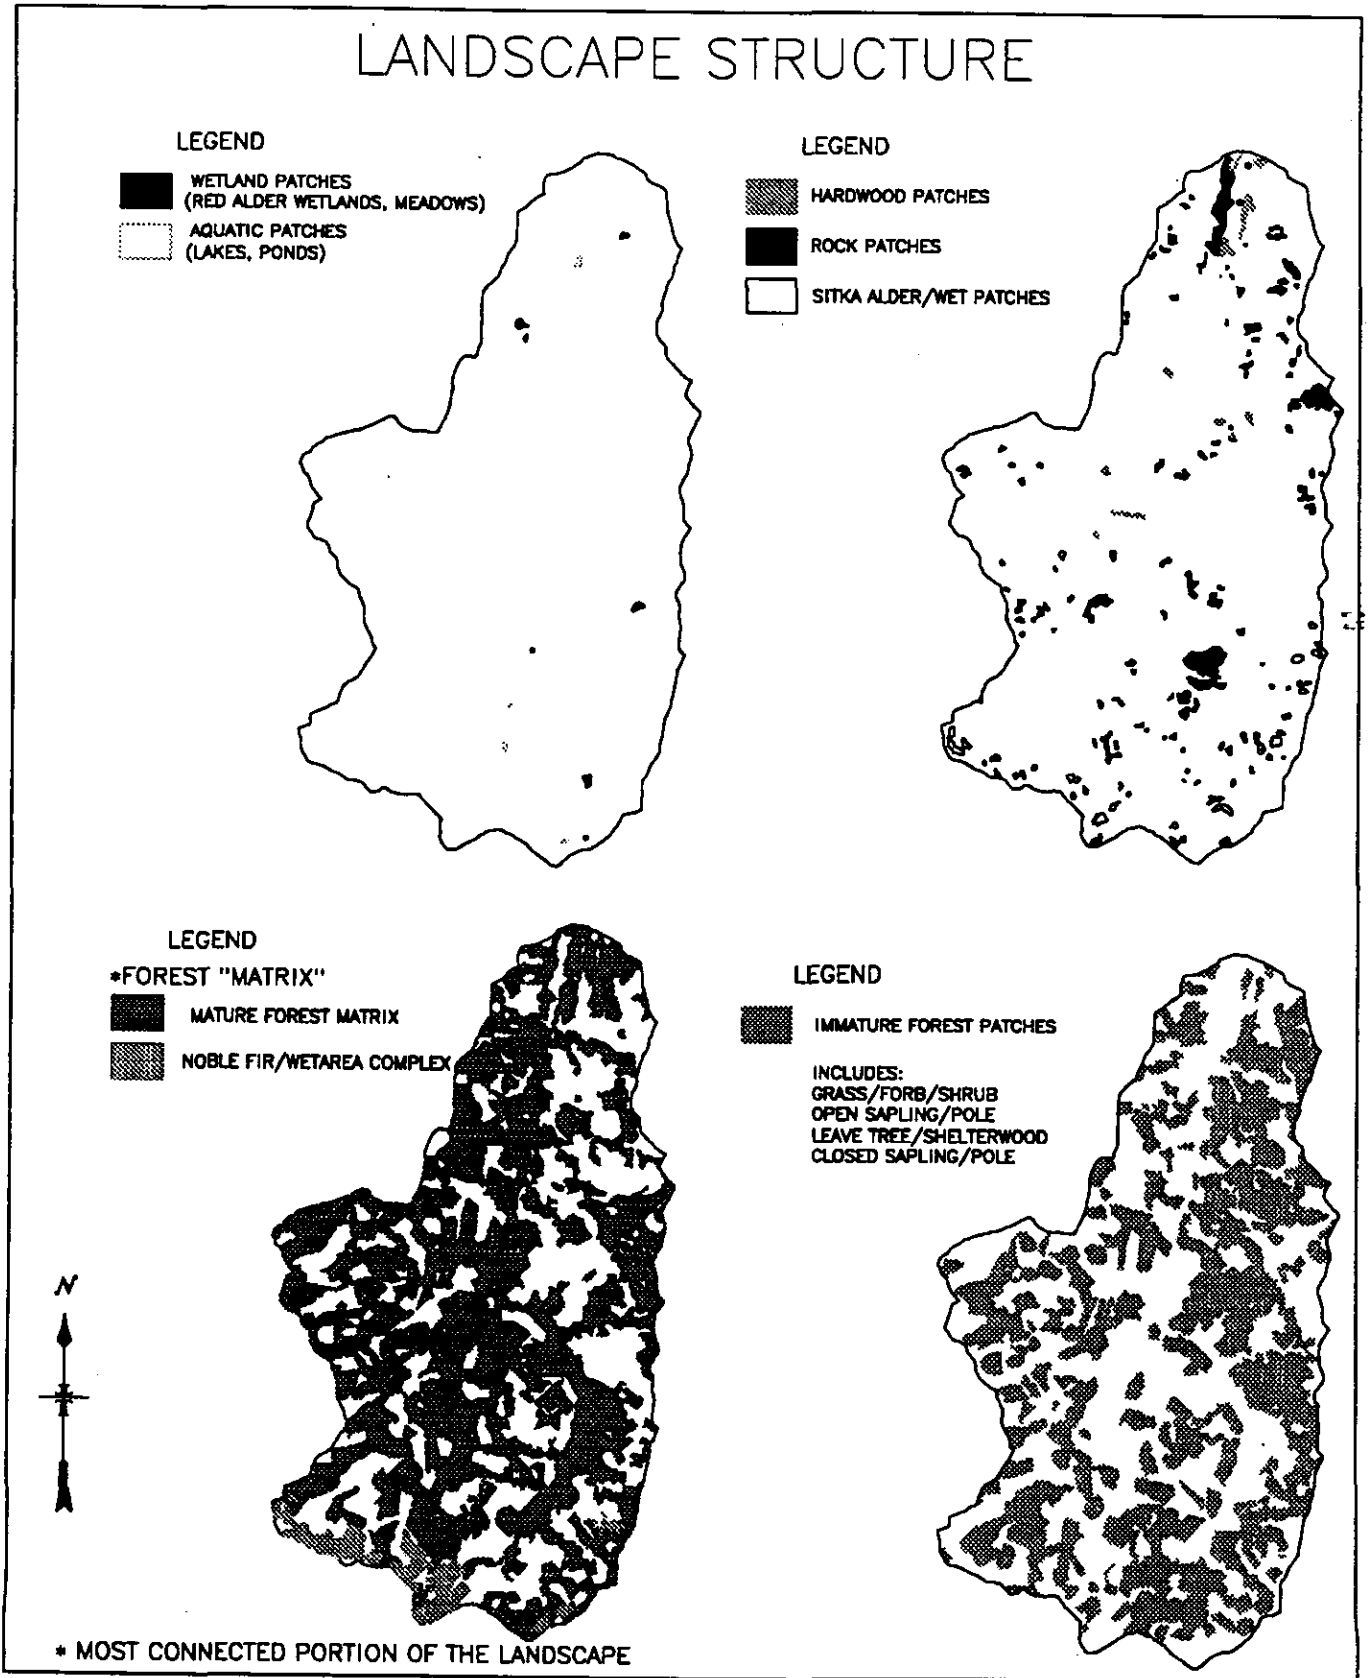 LANDSCAPE STRUCTURE
LEGEND
WETLAND PATCHES
(RED ALDER WETLANDS, MEADOWS)
AQUATIC PATCHES
(LAKES, PONDS)
LEGEND
HARDWOOD PATCHES
ROCK PATCHES
SITKA ALDER/WET PATCHES
LEGEND
*FOREST "MATRIX"
MATURE FOREST MATRIX
NOBLE FIR/WETAREA COMPLEX
N
* MOST CONNECTED PORTION OF THE LANDSCAPE
LEGEND
IMMATURE FOREST PATCHES
INCLUDES:
GRASS/FORB/SHRUB
OPEN SAPLING/POLE
LEAVE TREE/SHELTERWOOD
CLOSED SAPLING/POLE